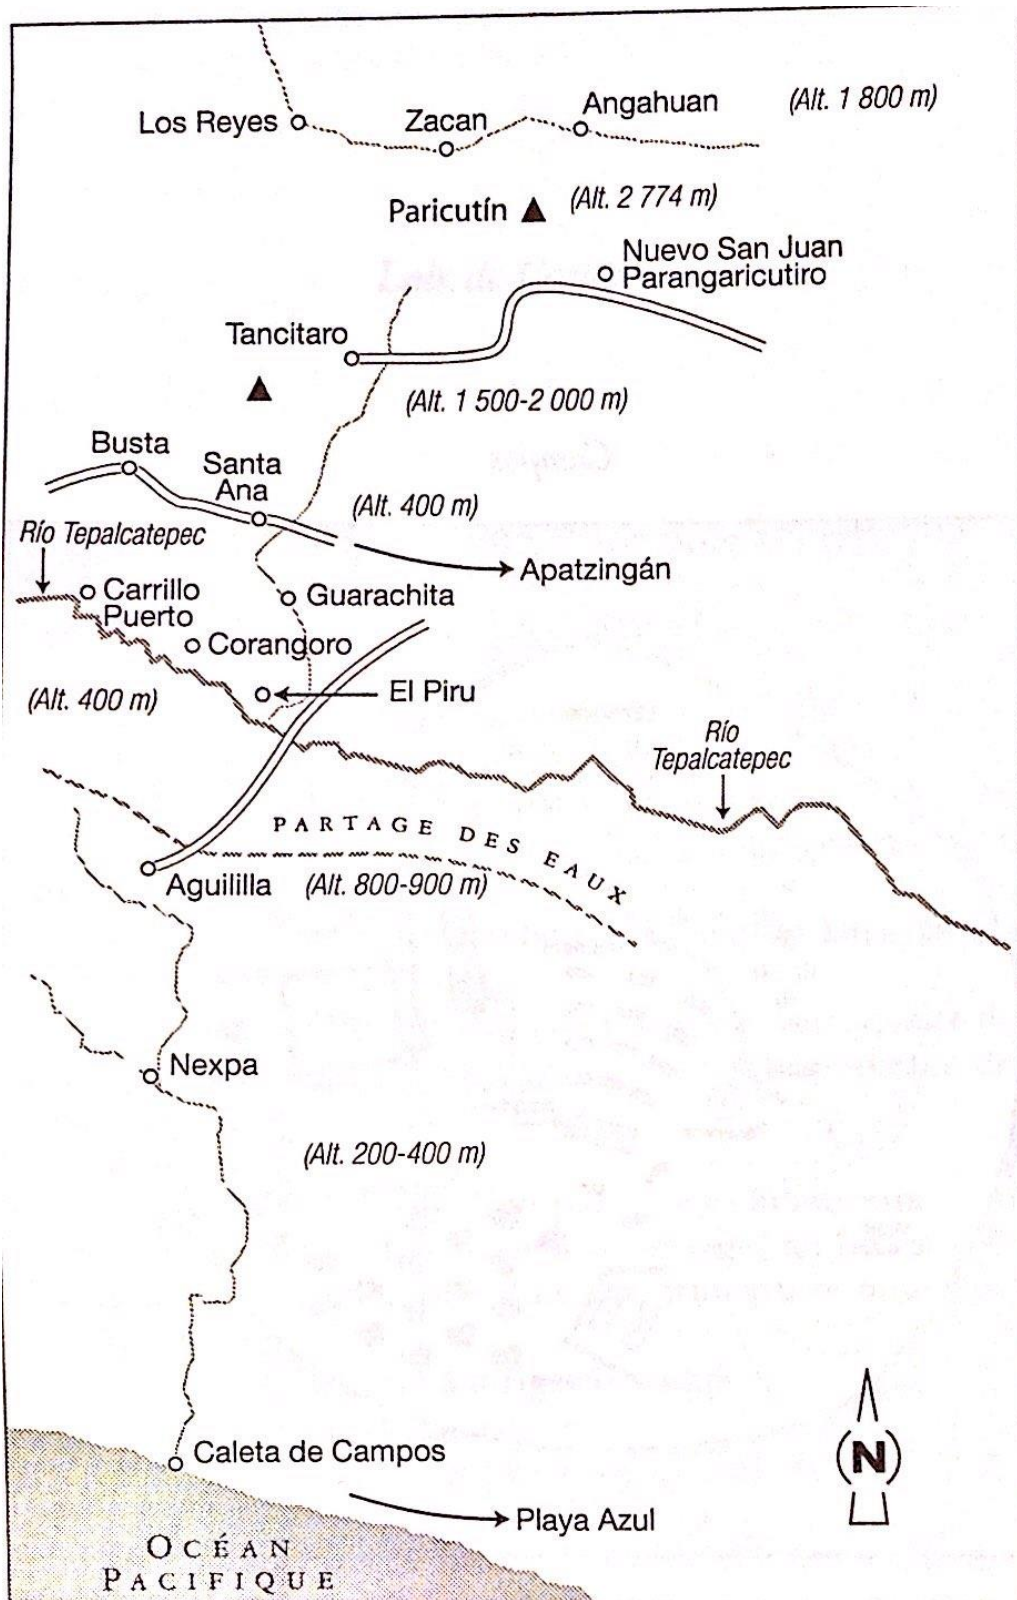 Los Reyes
Zacan
Angahuan
(Alt. 1 800 m)
Paricutín
(Alt. 2 774 m)
Nuevo San Juan
Parangaricutiro
Tancitaro
(Alt. 1 500-2 000 m)
Busta
Santa
Ana
(Alt. 400 m)
Río Tepalcatepec
Apatzingán
Carrillo
Puerto
Guarachita
Corangoro
(Alt. 400 m)
El Piru
Río
Tepalcatepec
PARTAGE DES EAUX
Aguililla
(Alt. 800-900 m)
Nexpa
(Alt. 200-400 m)
Caleta de Campos
(N)
Playa Azul
OCÉAN
PACIFIQUE